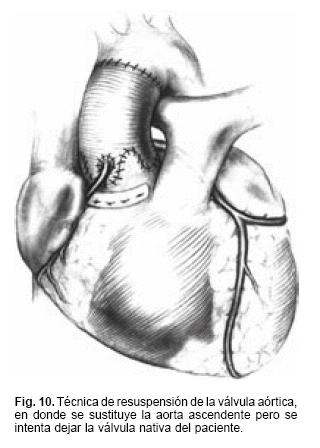 Fig. 10. Técnica de resuspensión de la válvula aórtica,
en donde se sustituye la aorta ascendente pero se
intenta dejar la válvula nativa del paciente.